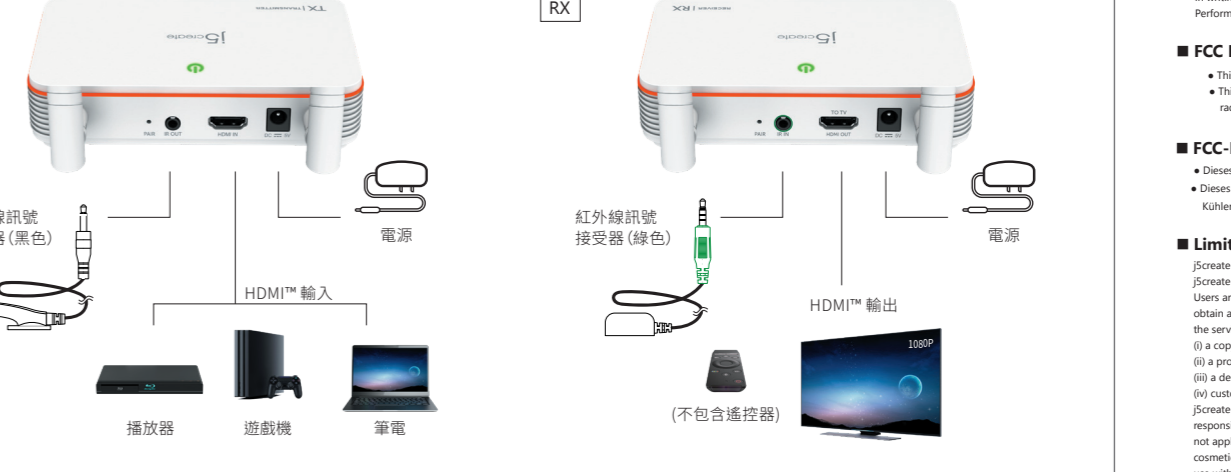 TX | TRANSMITTER
j5create
PAIR
IR OUT
HDMI IN
DC 5V
線訊號
器(黑色)
電源
HDMI™ 輸入
播放器
遊戲機
筆電
RX
RX | RECEIVER
j5create
PAIR
IR IN
TO TV
HDMI OUT
DC 5V
紅外線訊號
接受器(綠色)
電源
HDMI™ 輸出
1080P
(不包含遙控器)
Perform
■ FCC
● Thi
● Thi
rad
■ FCC-
● Dieses
● Dieses
Kühler
■ Limit
j5create
j5create
Users ar
obtain a
the serv
(i) a cop
(ii) a pro
(iii) a de
(iv) custo
j5create
respons
not appl
cosmeti